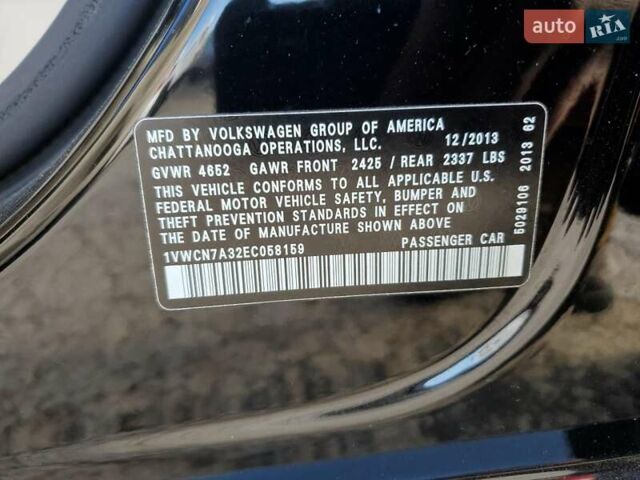 auto RIA .com
MFD BY VOLKSWAGEN GROUP OF AMERICA
CHATTANOOGA OPERATIONS, LLC. 12/2013
GVWR 4652 GAWR FRONT 2425 / REAR 2337 LBS
THIS VEHICLE CONFORMS TO ALL APPLICABLE U.S.
FEDERAL MOTOR VEHICLE SAFETY, BUMPER AND
THEFT PREVENTION STANDARDS IN EFFECT ON
THE DATE OF MANUFACTURE SHOWN ABOVE
1VWCN7A32EC058159 PASSENGER CAR
5029106 2013 62